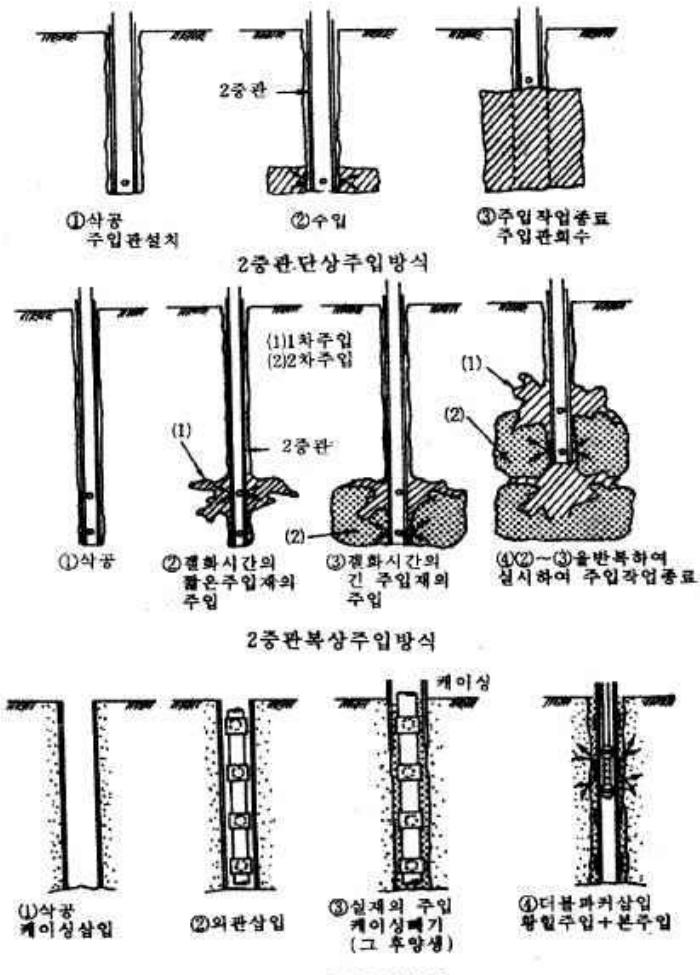 2중관
①삭공
주입관설치
②수입
③주입작업종료
주입관회수
2중관.단상주입방식
(1)1차주입
(2)2차주입
(1)
2중관
(2)
(1)
(2)
①삭공
②겔화시간의
짧은주입재의
주입
③겔화시간의
긴 주입재의
주입
(4)(2)~(3)을반복하여
실시하여 주입작업종료
2중관복상주입방식
케이싱
①삭공
케이싱삽입
②외관삽입
③실재의 주입
케이싱빼기
(그 후양생)
④더블파커삽입
황힐주입+본주입